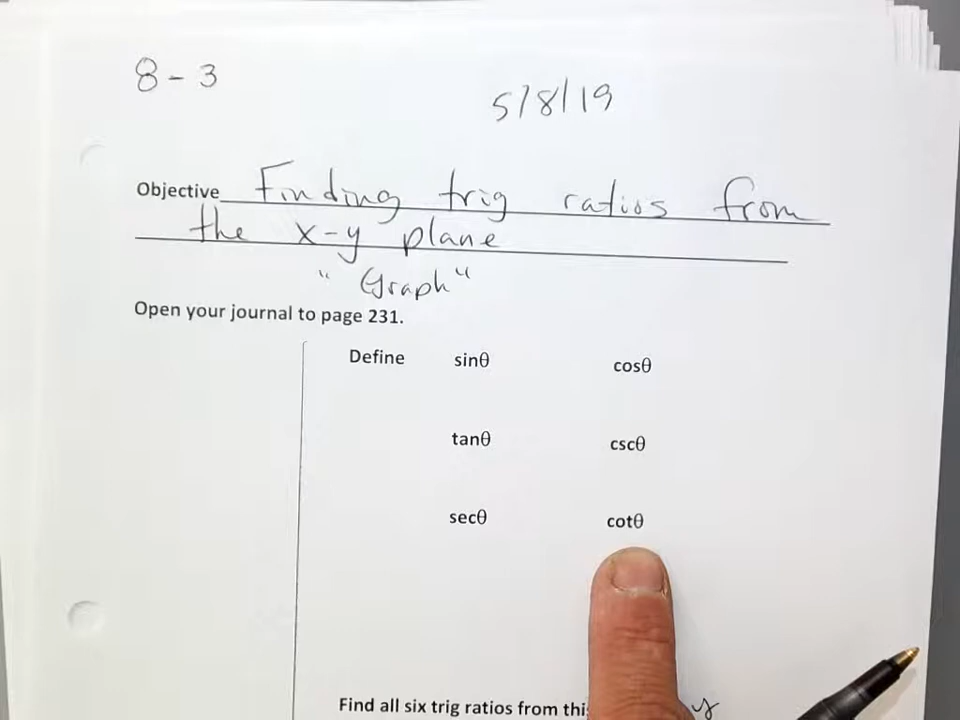 8-3
5/8/19
Objective Finding trig ratios from
the x-y plane
"Graph"
Open your journal to page 231.
Define sinθ cosθ
tanθ cscθ
secθ cotθ
Find all six trig ratios from